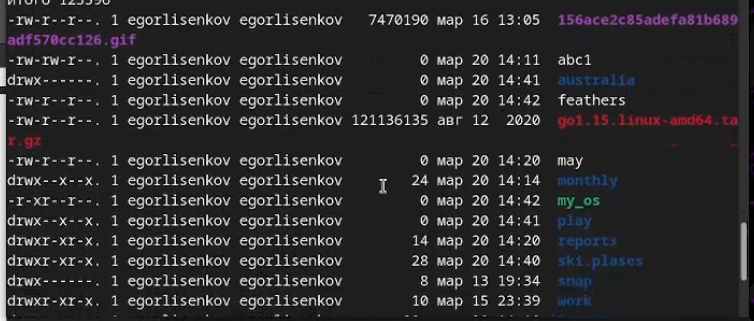 итого 123596
-rw-r--r--. 1 egorlisenkov egorlisenkov 7470190 мар 16 13:05 156ace2c85adefa81b689
adf570cc126.gif
-rw-rw-r--. 1 egorlisenkov egorlisenkov 0 мар 20 14:11 abc1
drwx------. 1 egorlisenkov egorlisenkov 0 мар 20 14:41 australia
-rw-r--r--. 1 egorlisenkov egorlisenkov 0 мар 20 14:42 feathers
-rw-r--r--. 1 egorlisenkov egorlisenkov 121136135 авг 12 2020 go1.15.linux-amd64.ta
r.gz
-rw-r--r--. 1 egorlisenkov egorlisenkov 0 мар 20 14:20 may
drwx--x--x. 1 egorlisenkov egorlisenkov 24 мар 20 14:14 monthly
-r-xr--r--. 1 egorlisenkov egorlisenkov 0 мар 20 14:42 my_os
drwx--x--x. 1 egorlisenkov egorlisenkov 0 мар 20 14:41 play
drwxr-xr-x. 1 egorlisenkov egorlisenkov 14 мар 20 14:20 reports
drwxr-xr-x. 1 egorlisenkov egorlisenkov 28 мар 20 14:40 ski.plases
drwx------. 1 egorlisenkov egorlisenkov 8 мар 13 19:34 snap
drwxr-xr-x. 1 egorlisenkov egorlisenkov 10 мар 15 23:39 work